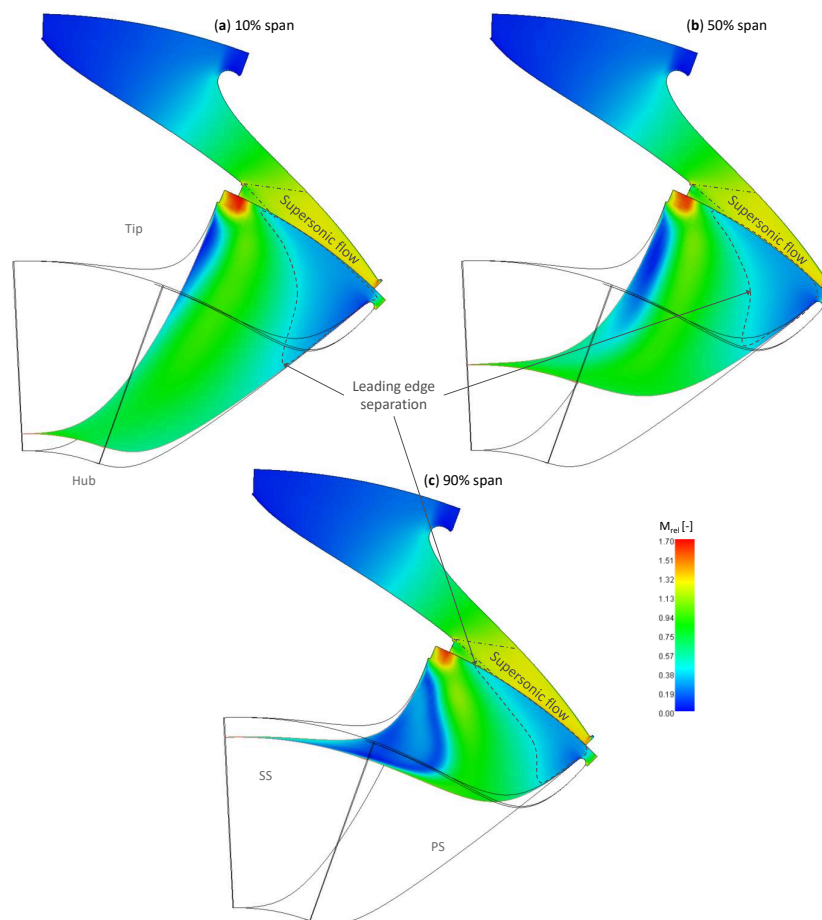 (a) 10% span
(b) 50% span
Supersonic flow
Supersonic flow
Tip
Leading edge
separation
Hub
(c) 90% span
M_rel [-]
1.70
1.51
1.32
1.13
0.94
0.75
0.57
0.38
0.19
0.00
Supersonic flow
SS
PS